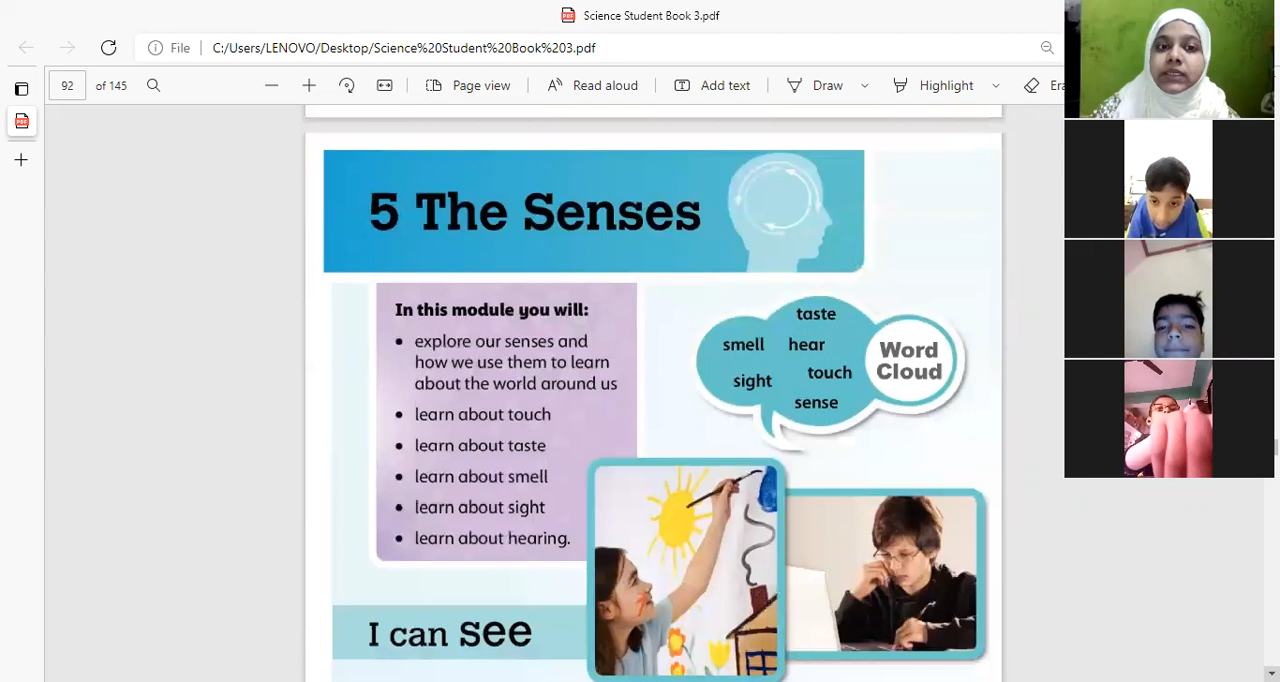 Science Student Book 3.pdf
File C:/Users/LENOVO/Desktop/Science%20Student%20Book%203.pdf
92 of 145 Page view Read aloud Add text Draw Highlight Era
5 The Senses
In this module you will:
• explore our senses and
how we use them to learn
about the world around us
• learn about touch
• learn about taste
• learn about smell
• learn about sight
• learn about hearing.
taste
smell hear
sight touch
sense
Word
Cloud
I can see